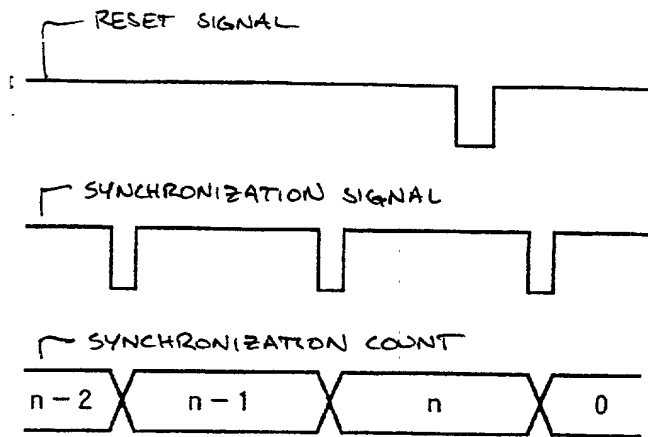 RESET SIGNAL
SYNCHRONIZATION SIGNAL
SYNCHRONIZATION COUNT
n-2 n-1 n 0